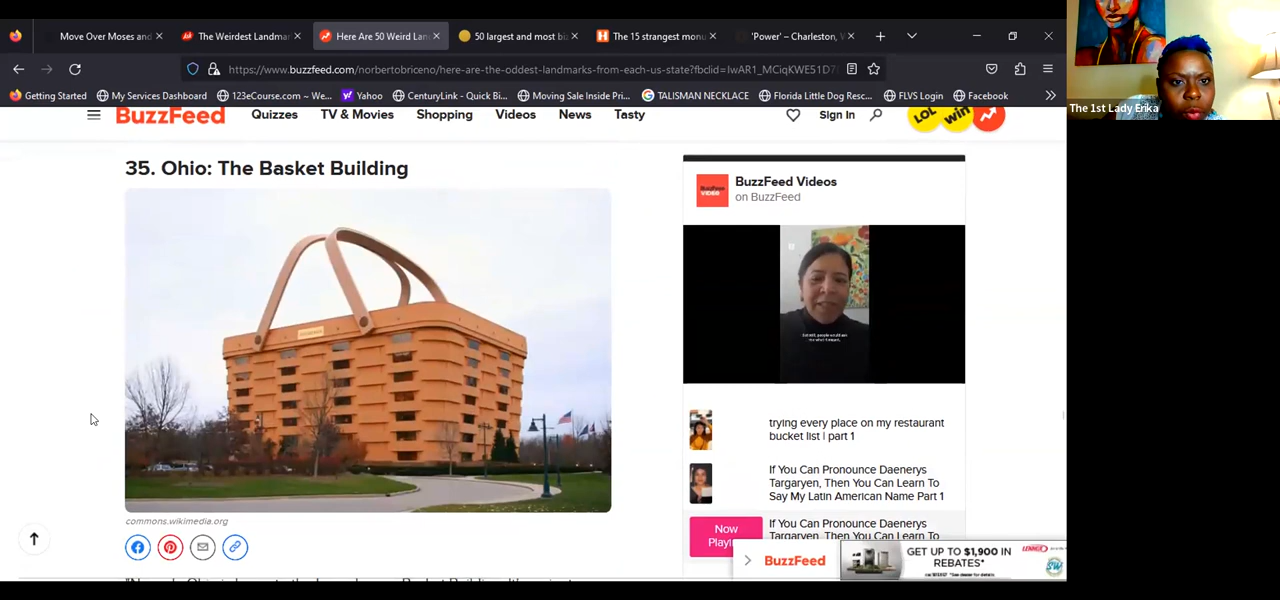 Move Over Moses and
The Weirdest Landmar
Here Are 50 Weird Lan
50 largest and most bi
The 15 strangest monu
'Power' – Charleston, W
https://www.buzzfeed.com/norbertobriceno/here-are-the-oddest-landmarks-from-each-us-state?fbclid=IwAR1_MCiqKWE51D7
Getting Started
My Services Dashboard
123eCourse.com ~ We...
Yahoo
CenturyLink - Quick Bi...
Moving Sale Inside Pri...
TALISMAN NECKLACE
Florida Little Dog Resc...
FLVS Login
Facebook
The 1st Lady Erika
BuzzFeed
Quizzes
TV & Movies
Shopping
Videos
News
Tasty
Sign In
LOL
win
35. Ohio: The Basket Building
commons.wikimedia.org
BuzzFeed Videos
on BuzzFeed
trying every place on my restaurant
bucket list | part 1
If You Can Pronounce Daenerys
Targaryen, Then You Can Learn To
Say My Latin American Name Part 1
Now
Playin
If You Can Pronounce Daenerys
Targaryen, Then You Can Learn To
BuzzFeed
GET UP TO $1,900 IN
REBATES*
LENNOX